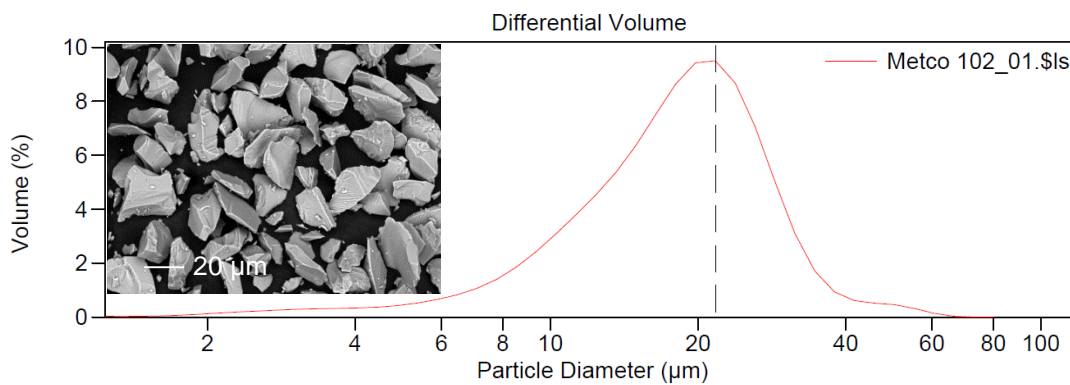 Differential Volume
10
8
6
4
2
0
Volume (%)
20 µm
Metco 102_01.$ls
2 4 6 8 10 20 40 60 80 100
Particle Diameter (µm)